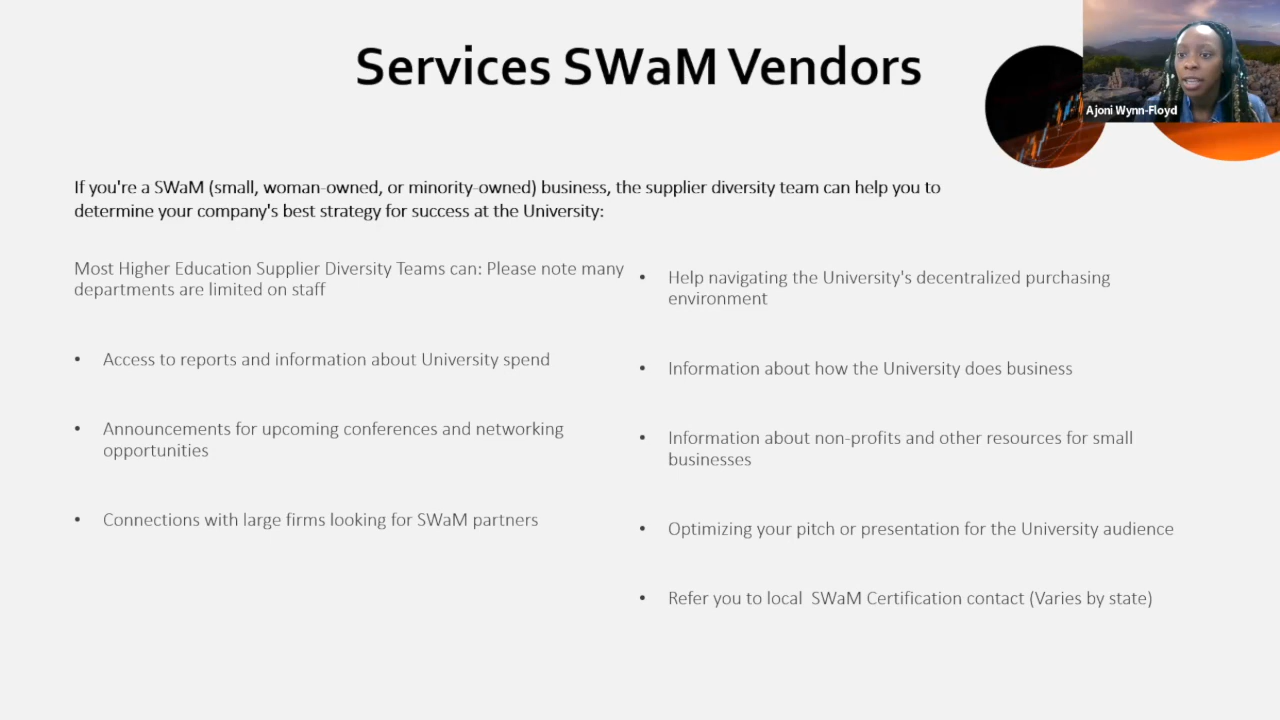 Services SWaM Vendors
Ajoni Wynn-Floyd
If you're a SWaM (small, woman-owned, or minority-owned) business, the supplier diversity team can help you to
determine your company's best strategy for success at the University:
Most Higher Education Supplier Diversity Teams can: Please note many
departments are limited on staff
• Access to reports and information about University spend
• Announcements for upcoming conferences and networking
opportunities
• Connections with large firms looking for SWaM partners
• Help navigating the University's decentralized purchasing
environment
• Information about how the University does business
• Information about non-profits and other resources for small
businesses
• Optimizing your pitch or presentation for the University audience
• Refer you to local  SWaM Certification contact (Varies by state)